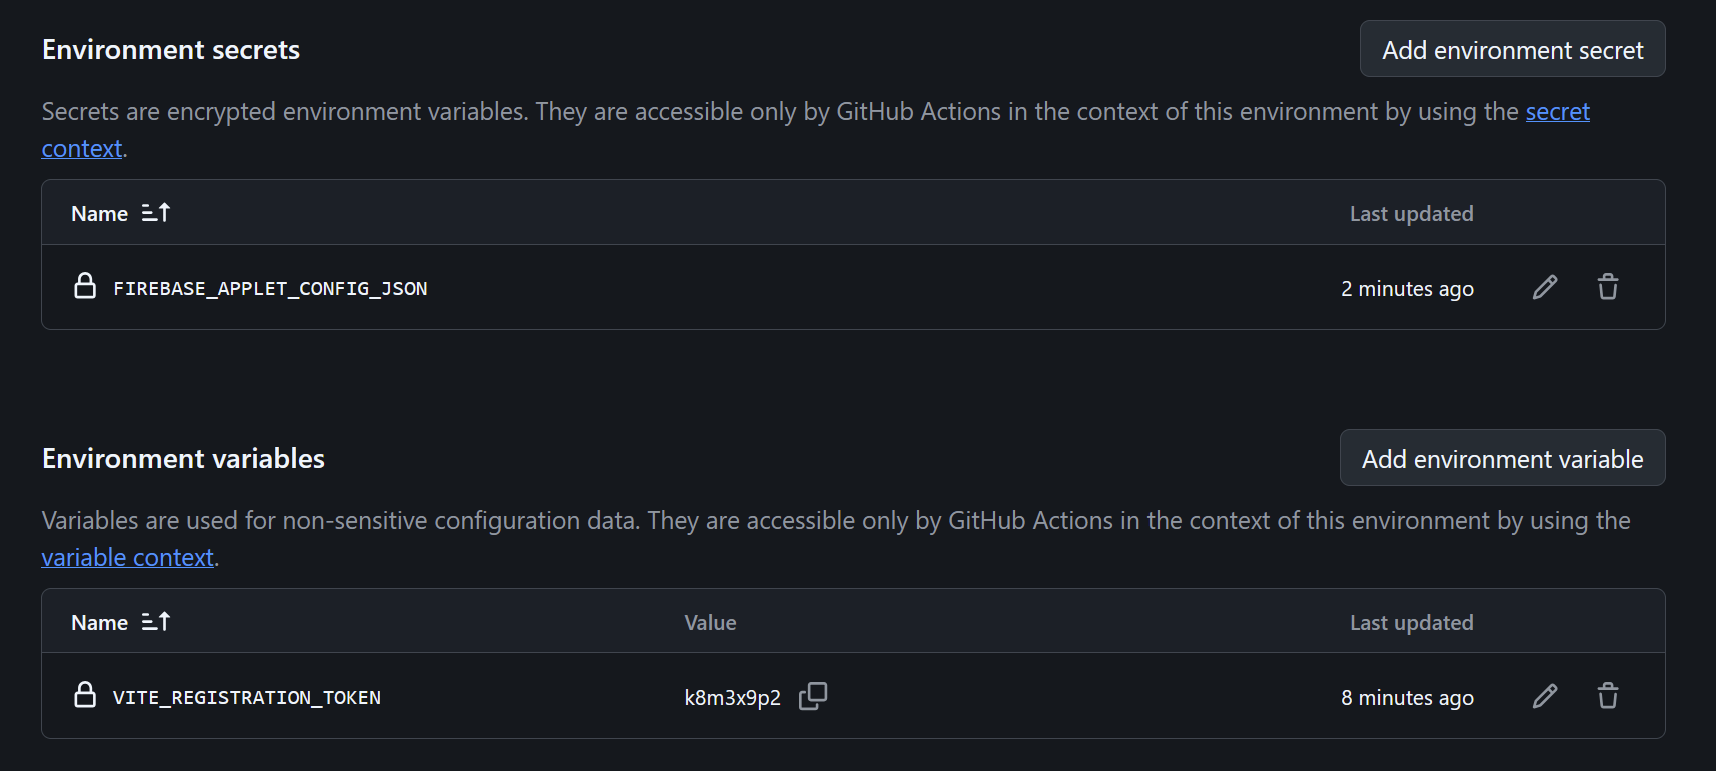 Environment secrets
Add environment secret
Secrets are encrypted environment variables. They are accessible only by GitHub Actions in the context of this environment by using the secret
context.
Name Last updated
FIREBASE_APPLET_CONFIG_JSON 2 minutes ago
Environment variables
Add environment variable
Variables are used for non-sensitive configuration data. They are accessible only by GitHub Actions in the context of this environment by using the
variable context.
Name Value Last updated
VITE_REGISTRATION_TOKEN k8m3x9p2 8 minutes ago